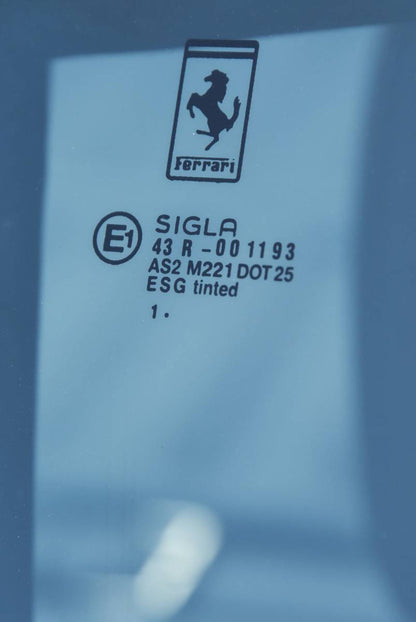 Ferrari
E1
SIGLA
43 R - 00 1193
AS2 M221 DOT 25
ESG tinted
1 .